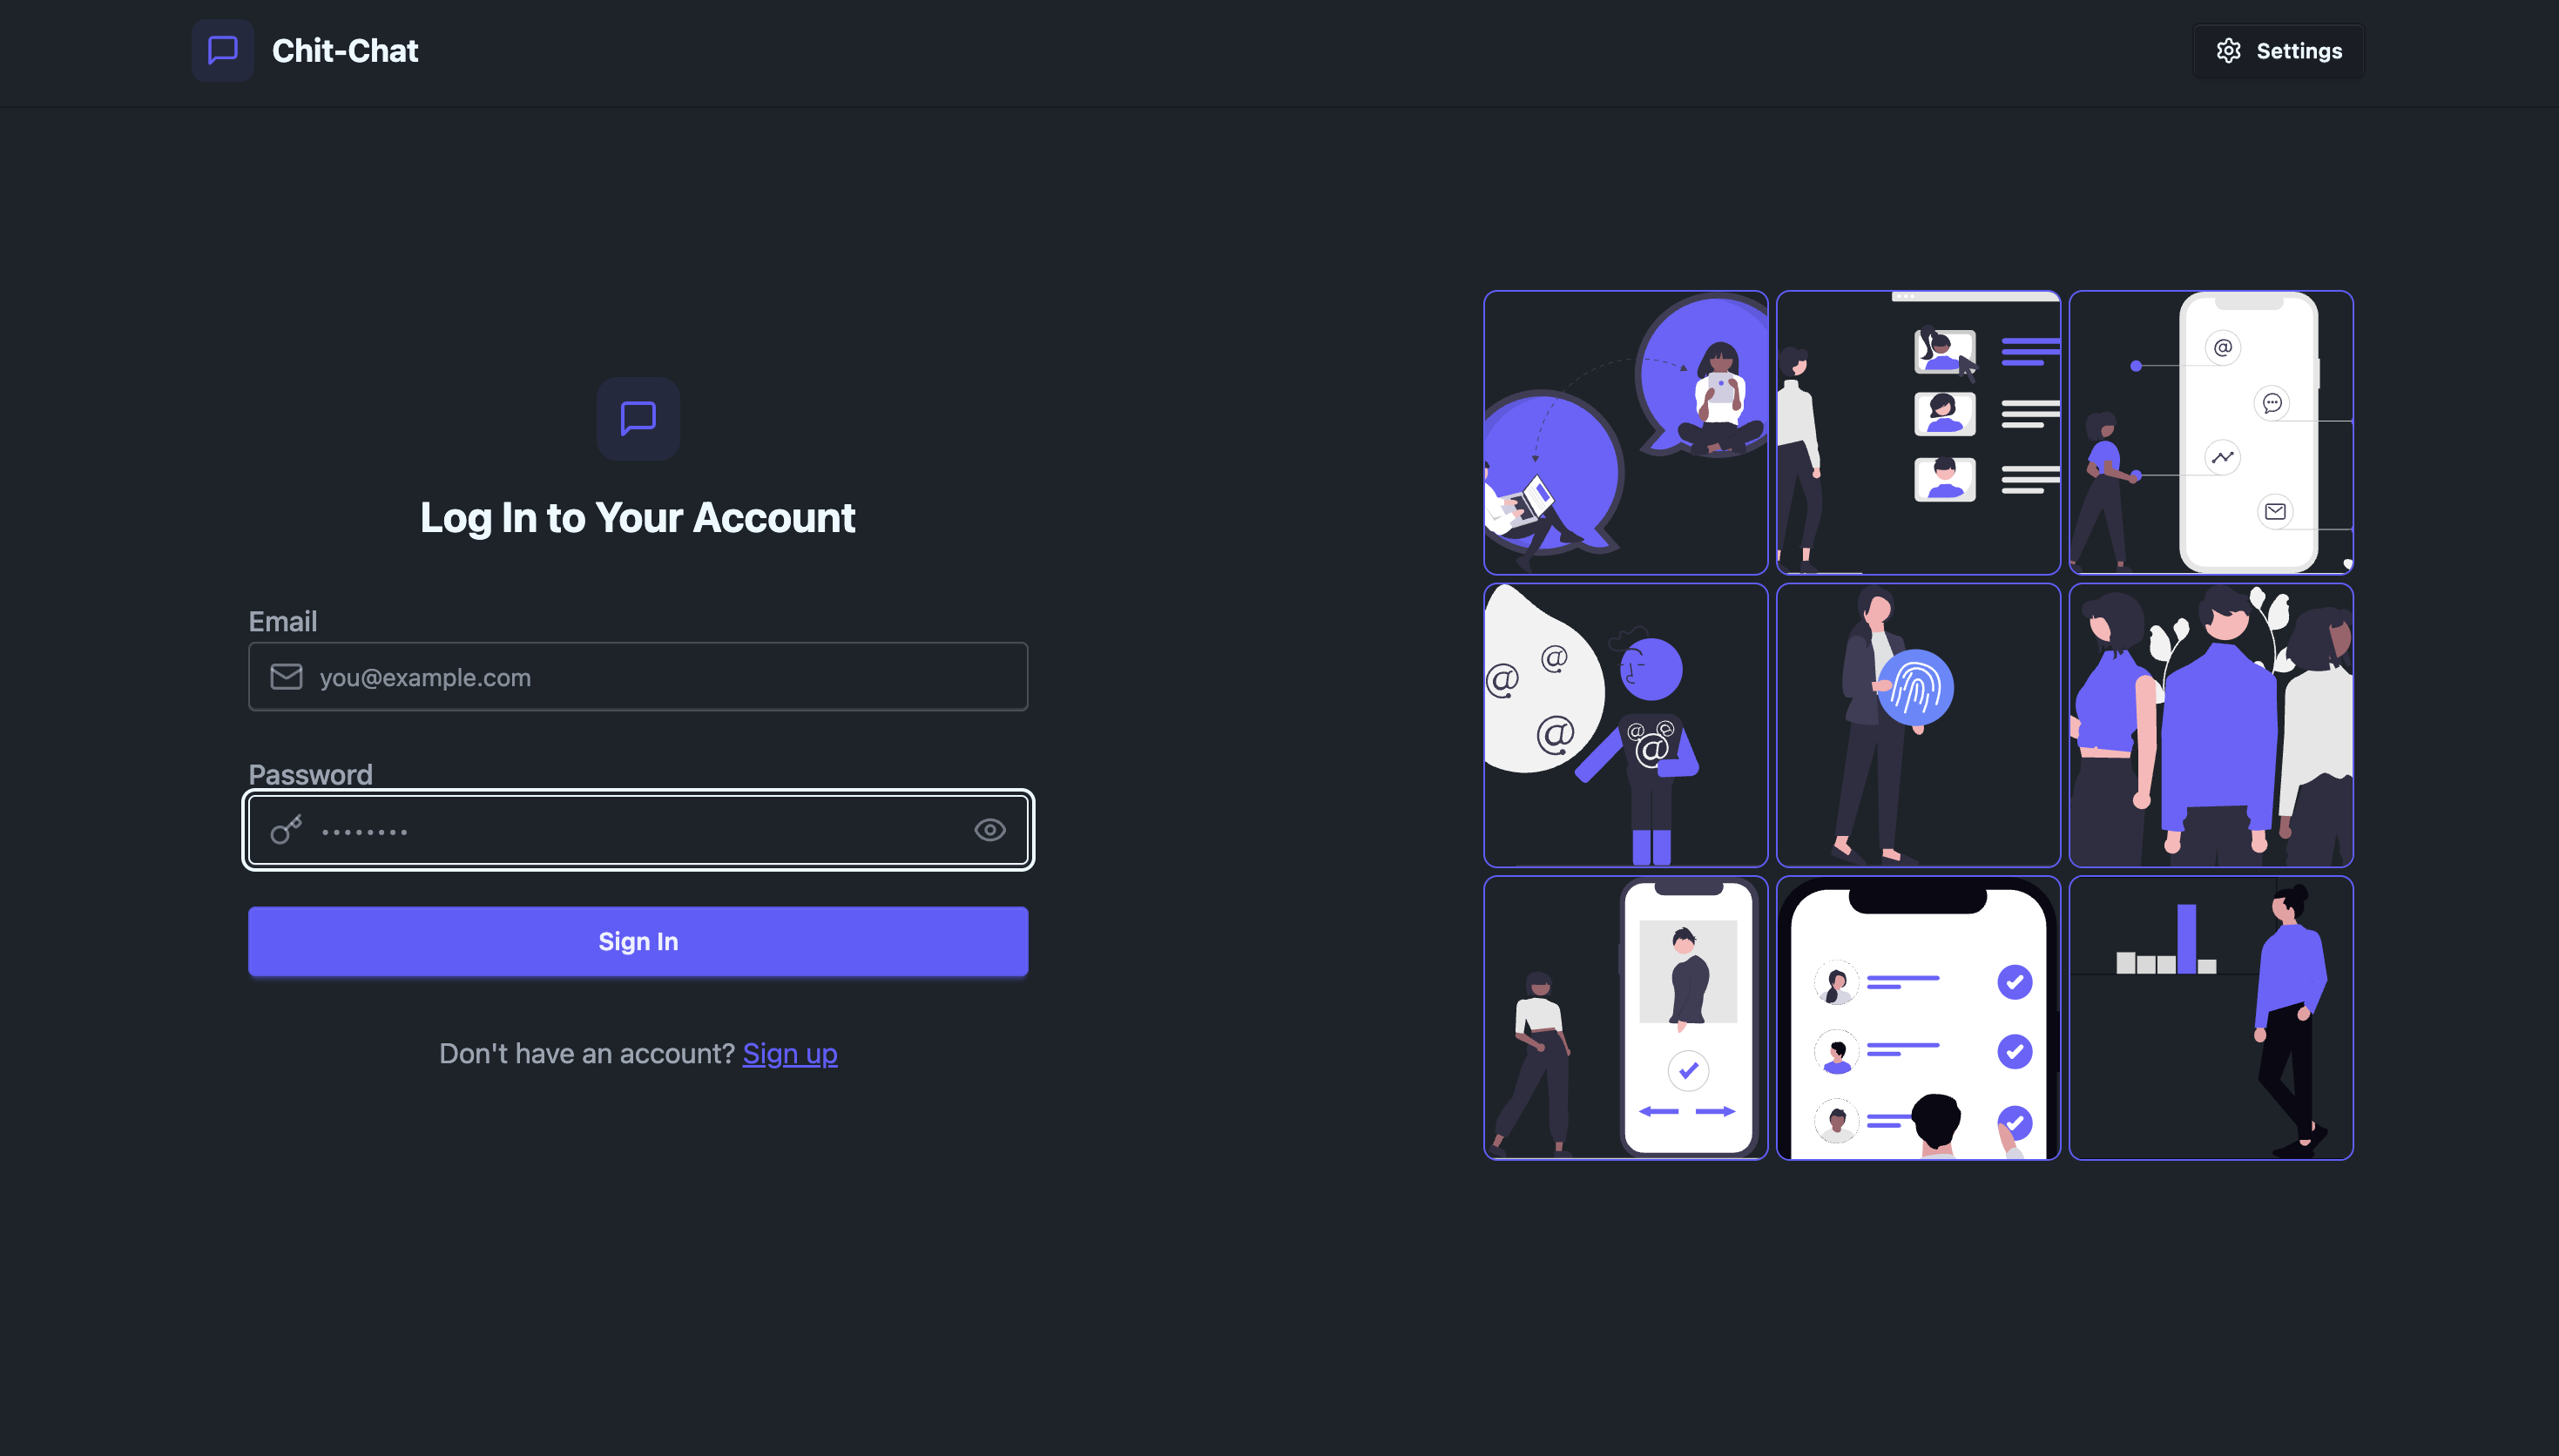 Chit-Chat
Settings
Log In to Your Account
Email
you@example.com
Password
••••••••
Sign In
Don't have an account? Sign up
@
@
@
@
@
@
@